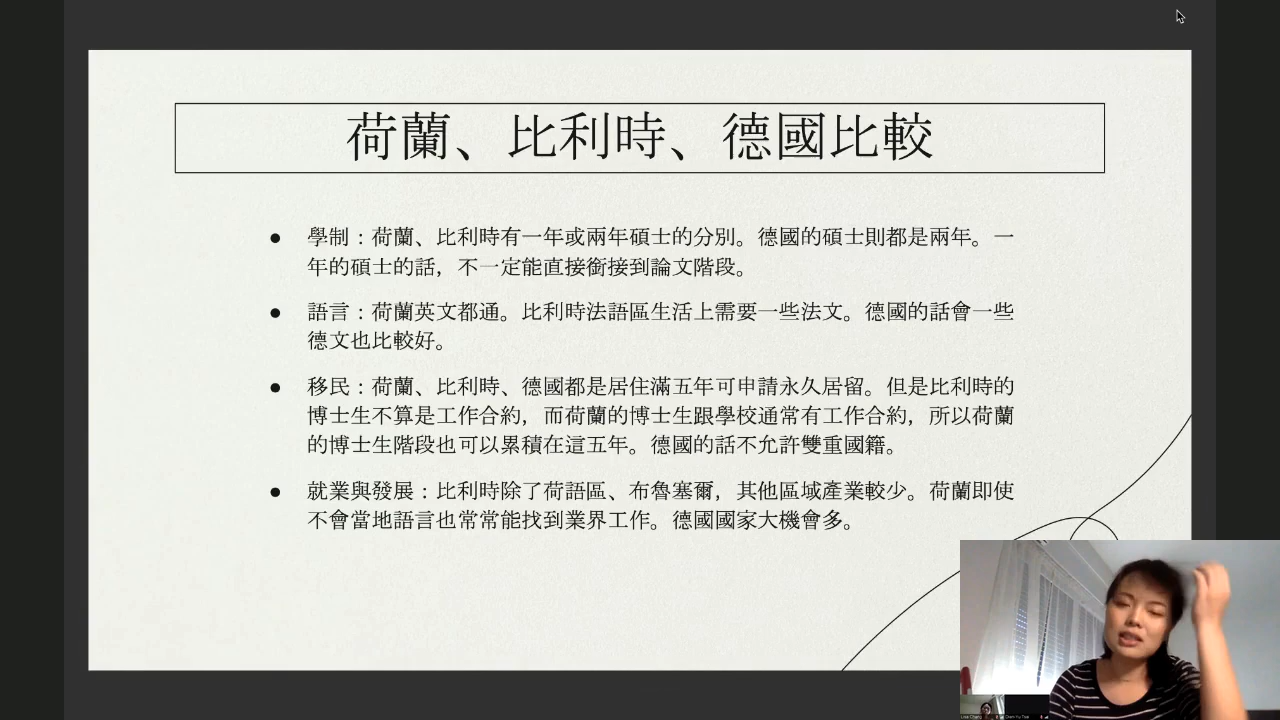 荷蘭、比利時、德國比較
● 學制：荷蘭、比利時有一年或兩年碩士的分別。德國的碩士則都是兩年。一
年的碩士的話，不一定能直接銜接到論文階段。
● 語言：荷蘭英文都通。比利時法語區生活上需要一些法文。德國的話會一些
德文也比較好。
● 移民：荷蘭、比利時、德國都是居住滿五年可申請永久居留。但是比利時的
博士生不算是工作合約，而荷蘭的博士生跟學校通常有工作合約，所以荷蘭
的博士生階段也可以累積在這五年。德國的話不允許雙重國籍。
● 就業與發展：比利時除了荷語區、布魯塞爾，其他區域產業較少。荷蘭即使
不會當地語言也常常能找到業界工作。德國國家大機會多。